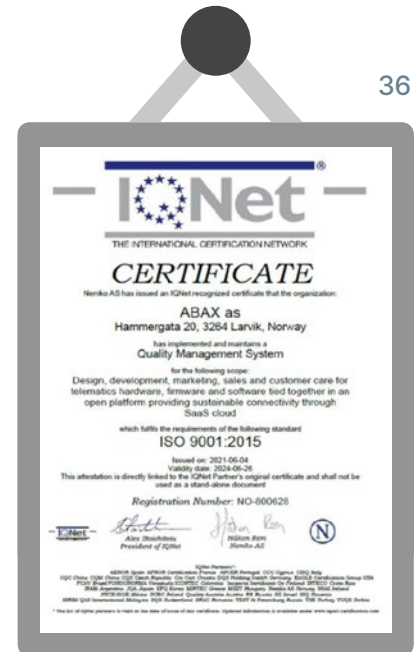 36
IQNet ®
THE INTERNATIONAL CERTIFICATION NETWORK
CERTIFICATE
Nemko AS has issued an IQNet recognized certificate that the organization:
ABAX as
Hammergata 20, 3264 Larvik, Norway
has implemented and maintains a
Quality Management System
for the following scope:
Design, development, marketing, sales and customer care for
telematics hardware, firmware and software tied together in an
open platform providing sustainable connectivity through
SaaS cloud
which fulfils the requirements of the following standard
ISO 9001:2015
Issued on: 2021-06-04
Validity date: 2024-06-26
This attestation is directly linked to the IQNet Partner's original certificate and shall not be
used as a stand-alone document
Registration Number: NO-800628
IQNet
Alex Stoichitoiu
President of IQNet
Håkon Rem
Nemko AS
N
IQNet Partners*: